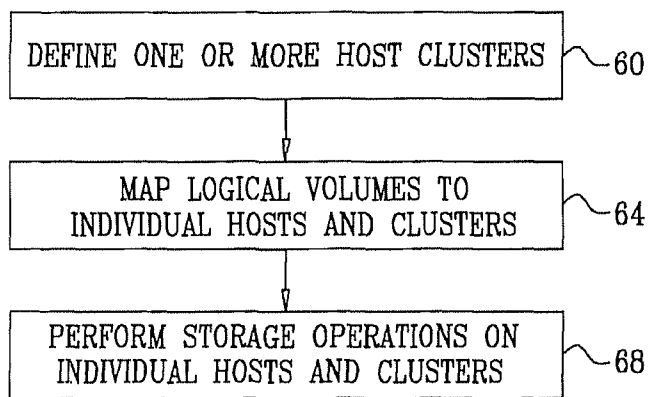 DEFINE ONE OR MORE HOST CLUSTERS
60
MAP LOGICAL VOLUMES TO
INDIVIDUAL HOSTS AND CLUSTERS
64
PERFORM STORAGE OPERATIONS ON
INDIVIDUAL HOSTS AND CLUSTERS
68